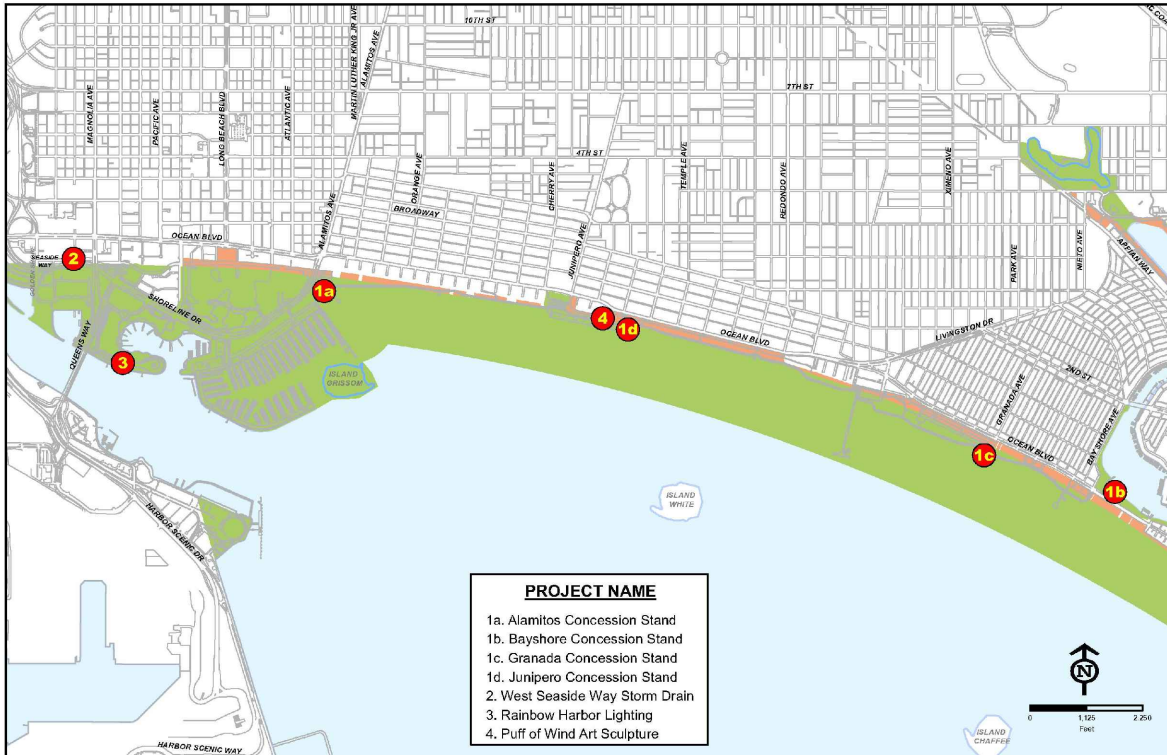 10TH ST
MARTIN LUTHER KING JR AVE
ALAMITOS AVE
7TH ST
MAGNOLIA AVE
PACIFIC AVE
LONG BEACH BLVD
ATLANTIC AVE
4TH ST
ORANGE AVE
CHERRY AVE
TEMPLE AVE
REDONDO AVE
XIMENO AVE
BROADWAY
ALAMITOS AVE
JUNIPERO AVE
PARK AVE
NIETO AVE
APPIAN WAY
OCEAN BLVD
SEASIDE
WAY
2
1a
SHORELINE DR
4
1d
OCEAN BLVD
LIVINGSTON DR
QUEENS WAY
3
ISLAND
GRISSOM
2ND ST
GRANADA AVE
BAY SHORE AVE
OCEAN BLVD
1c
1b
ISLAND
WHITE
HARBOR SCENIC DR
PROJECT NAME
1a. Alamitos Concession Stand
1b. Bayshore Concession Stand
1c. Granada Concession Stand
1d. Junipero Concession Stand
2. West Seaside Way Storm Drain
3. Rainbow Harbor Lighting
4. Puff of Wind Art Sculpture
N
0 1,125 2,250
Feet
ISLAND
CHAFFEE
HARBOR SCENIC WAY